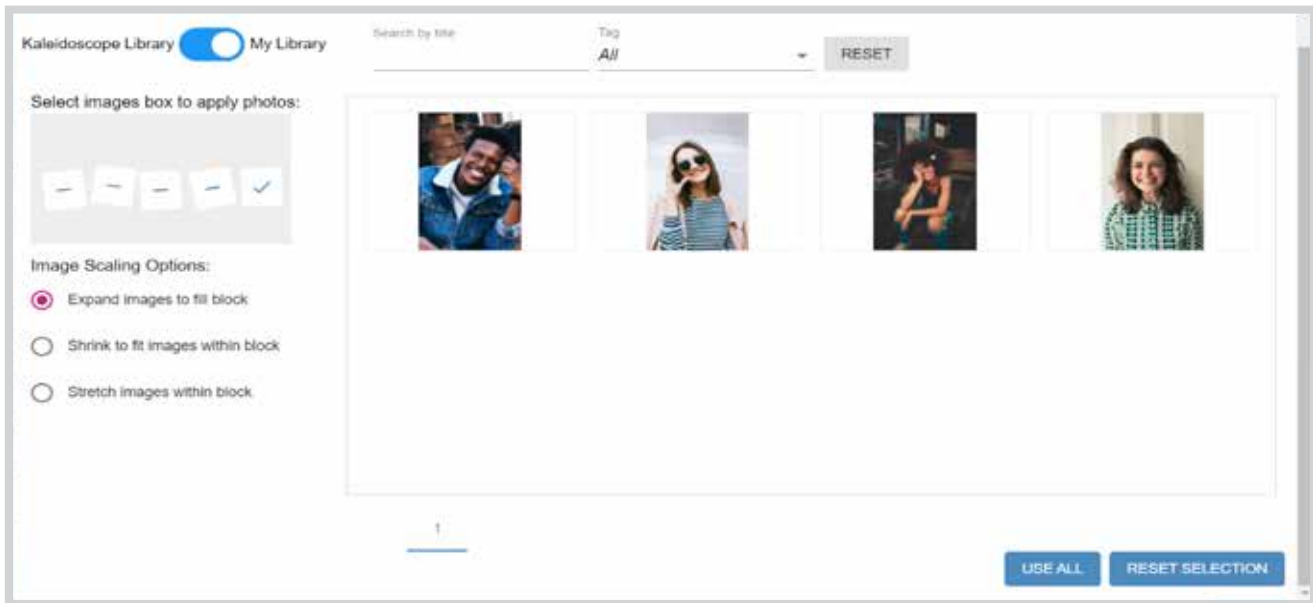 Kaleidoscope Library
My Library
Search by title
Tag
All
RESET
Select images box to apply photos:
Image Scaling Options:
Expand images to fill block
Shrink to fit images within block
Stretch images within block
1
USE ALL
RESET SELECTION